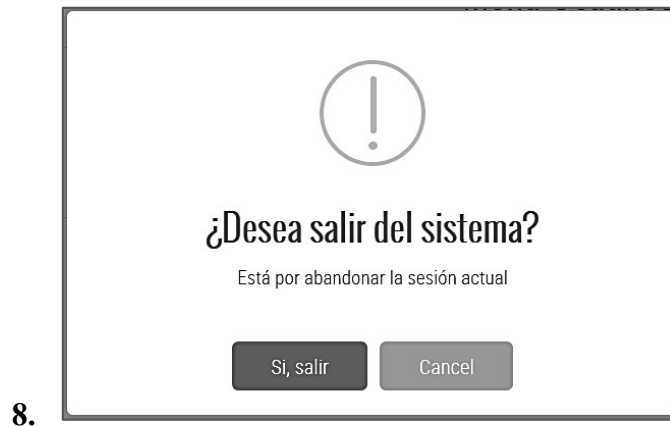 ¿Desea salir del sistema?
Está por abandonar la sesión actual
Si, salir Cancel
8.